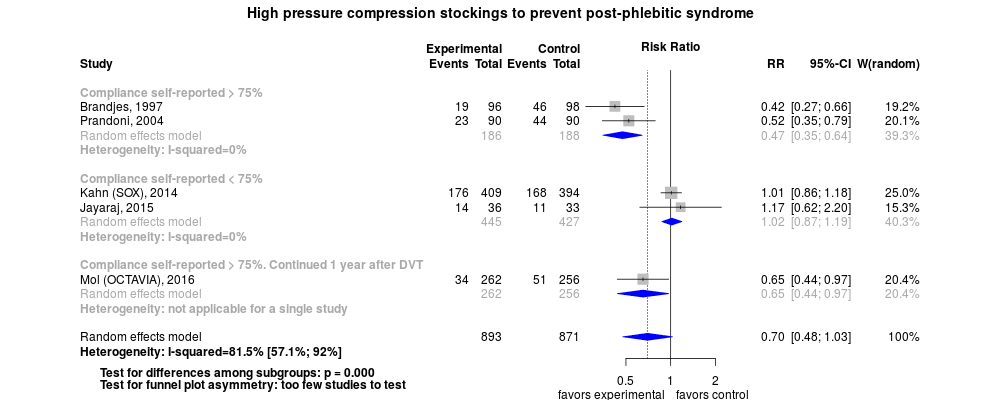 High pressure compression stockings to prevent post-phlebitic syndrome
Experimental Control Risk Ratio
Study Events Total Events Total RR 95%-CI W(random)
Compliance self-reported > 75%
Brandjes, 1997 19 96 46 98 0.42 [0.27; 0.66] 19.2%
Prandoni, 2004 23 90 44 90 0.52 [0.35; 0.79] 20.1%
Random effects model 186 188 0.47 [0.35; 0.64] 39.3%
Heterogeneity: I-squared=0%
Compliance self-reported < 75%
Kahn (SOX), 2014 176 409 168 394 1.01 [0.86; 1.18] 25.0%
Jayaraj, 2015 14 36 11 33 1.17 [0.62; 2.20] 15.3%
Random effects model 445 427 1.02 [0.87; 1.19] 40.3%
Heterogeneity: I-squared=0%
Compliance self-reported > 75%. Continued 1 year after DVT
Mol (OCTAVIA), 2016 34 262 51 256 0.65 [0.44; 0.97] 20.4%
Random effects model 262 256 0.65 [0.44; 0.97] 20.4%
Heterogeneity: not applicable for a single study
Random effects model 893 871 0.70 [0.48; 1.03] 100%
Heterogeneity: I-squared=81.5% [57.1%; 92%]
Test for differences among subgroups: p = 0.000
Test for funnel plot asymmetry: too few studies to test
0.5 1 2
favors experimental favors control